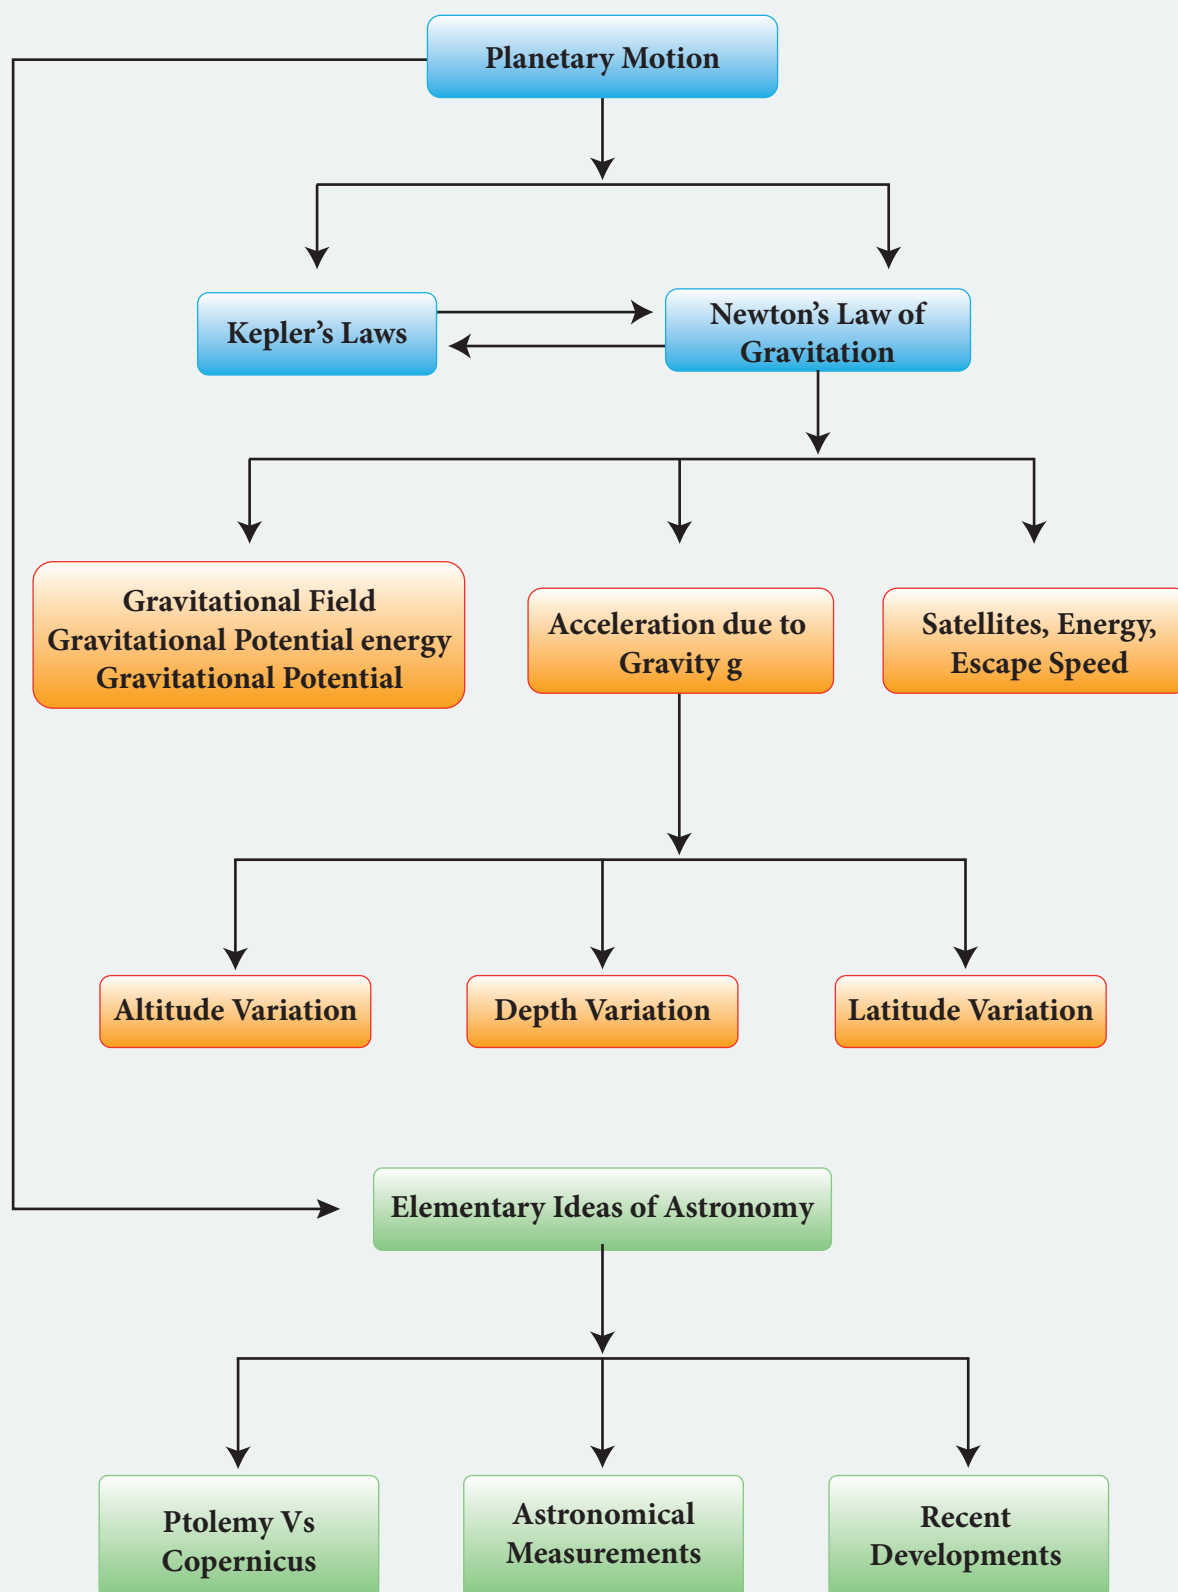 Planetary Motion
Kepler’s Laws
Newton’s Law of
Gravitation
Gravitational Field
Gravitational Potential energy
Gravitational Potential
Acceleration due to
Gravity g
Satellites, Energy,
Escape Speed
Altitude Variation
Depth Variation
Latitude Variation
Elementary Ideas of Astronomy
Ptolemy Vs
Copernicus
Astronomical
Measurements
Recent
Developments